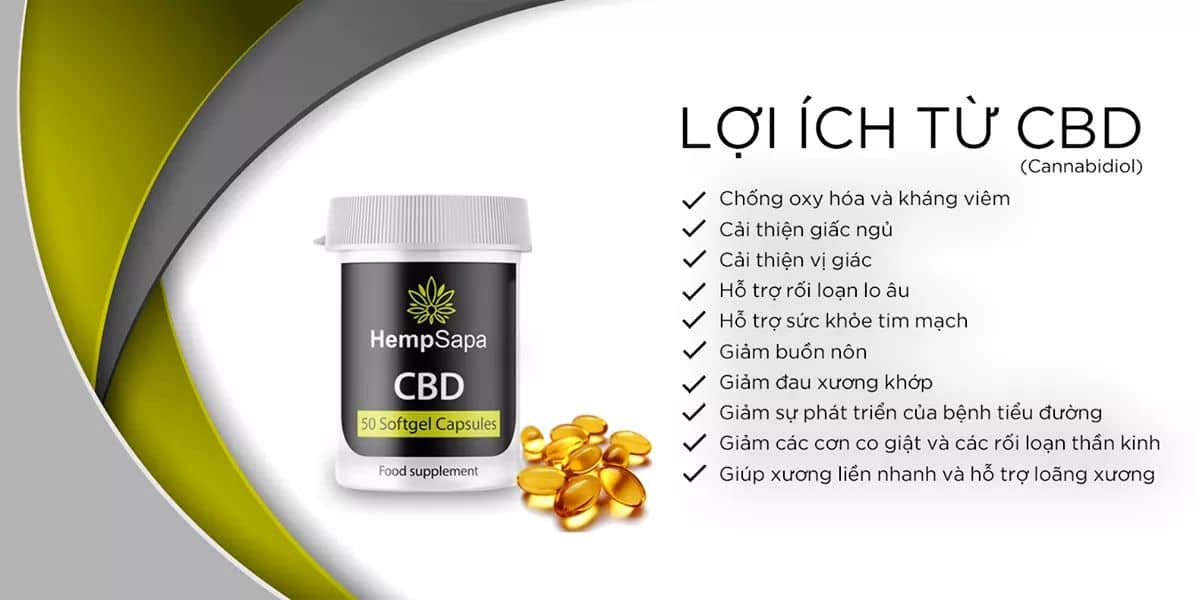 HempSapa
CBD
50 Softgel Capsules
Food supplement
LỢI ÍCH TỪ CBD
(Cannabidiol)
Chống oxy hóa và kháng viêm
Cải thiện giấc ngủ
Cải thiện vị giác
Hỗ trợ rối loạn lo âu
Hỗ trợ sức khỏe tim mạch
Giảm buồn nôn
Giảm đau xương khớp
Giảm sự phát triển của bệnh tiểu đường
Giảm các cơn co giật và các rối loạn thần kinh
Giúp xương liền nhanh và hỗ trợ loãng xương